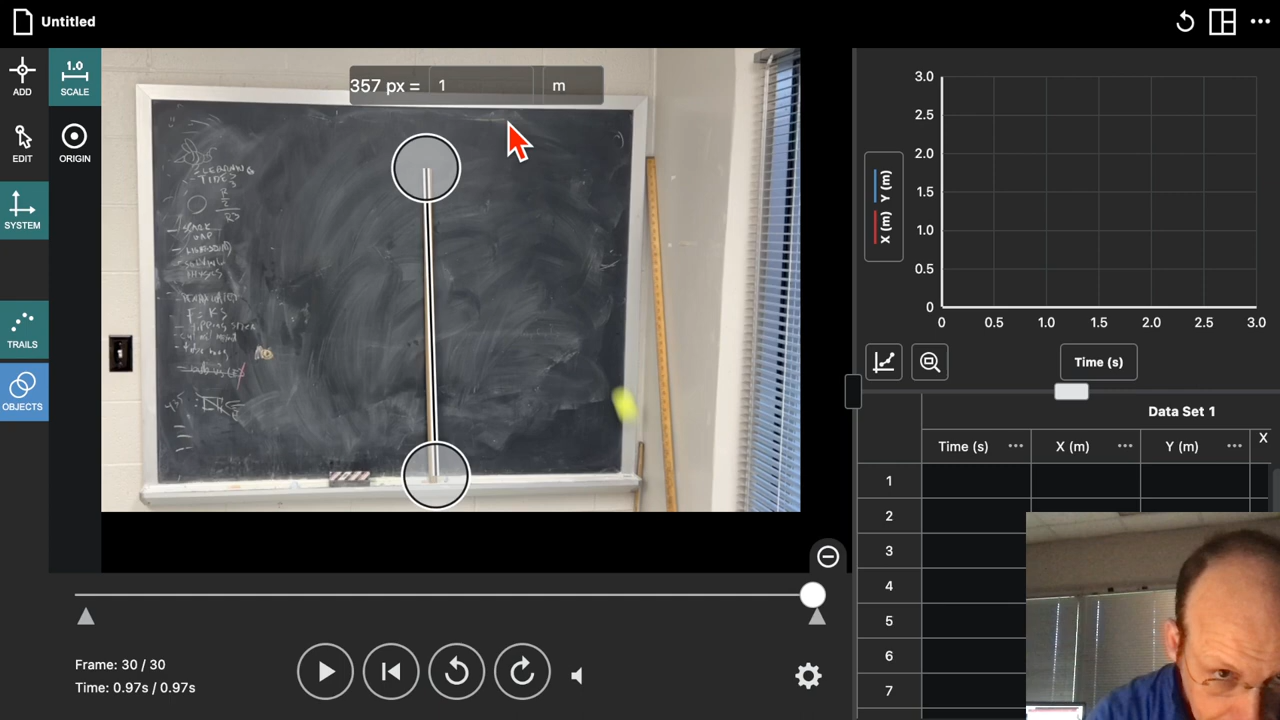 Untitled
ADD
1.0
SCALE
357 px = 1 m
EDIT
ORIGIN
SYSTEM
TRAILS
OBJECTS
F = KS
Frame: 30 / 30
Time: 0.97s / 0.97s
3.0
2.0
1.5
1.0
0.5
0
Y (m)
X (m)
0 0.5 1.0 1.5 2.0 2.5 3.0
Time (s)
Data Set 1
Time (s) ••• X (m) ••• Y (m) ••• X
1
2
3
4
5
6
7